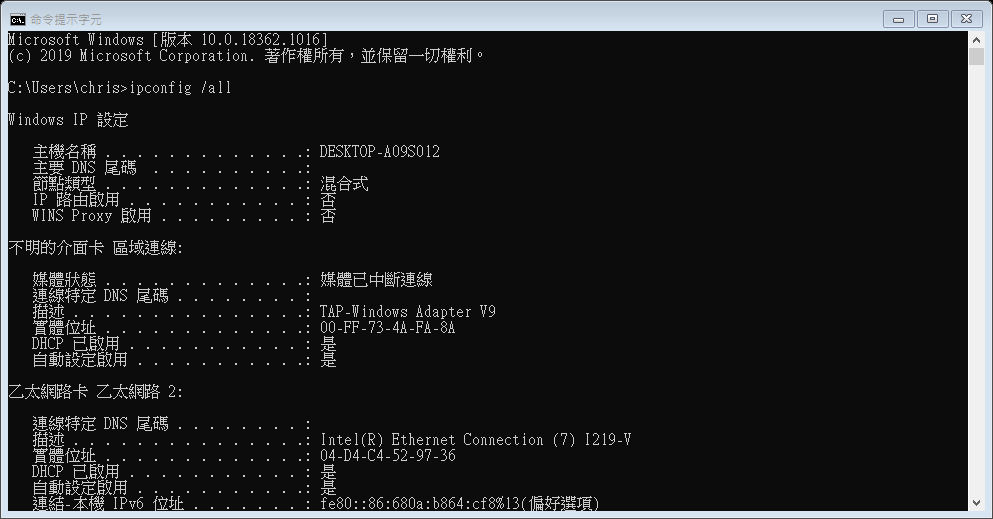 命令提示字元
Microsoft Windows [版本 10.0.18362.1016]
(c) 2019 Microsoft Corporation. 著作權所有，並保留一切權利。
C:\Users\chris>ipconfig /all
Windows IP 設定
主機名稱 . . . . . . . . . . . . .: DESKTOP-A09S012
主要 DNS 尾碼  . . . . . . . . . .:
節點類型 . . . . . . . . . . . . .: 混合式
IP 路由啟用 . . . . . . . . . . . : 否
WINS Proxy 啟用 . . . . . . . . . : 否
不明的介面卡 區域連線:
媒體狀態 . . . . . . . . . . . . .: 媒體已中斷連線
連線特定 DNS 尾碼 . . . . . . . . :
描述 . . . . . . . . . . . . . . .: TAP-Windows Adapter V9
實體位址 . . . . . . . . . . . . .: 00-FF-73-4A-FA-8A
DHCP 已啟用 . . . . . . . . . . . : 是
自動設定啟用 . . . . . . . . . . .: 是
乙太網路卡 乙太網路 2:
連線特定 DNS 尾碼 . . . . . . . . :
描述 . . . . . . . . . . . . . . .: Intel(R) Ethernet Connection (7) I219-V
實體位址 . . . . . . . . . . . . .: 04-D4-C4-52-97-36
DHCP 已啟用 . . . . . . . . . . . : 是
自動設定啟用 . . . . . . . . . . .: 是
連結-本機 IPv6 位址 . . . . . . . : fe80::86:680a:b864:cf8%13(偏好選項)